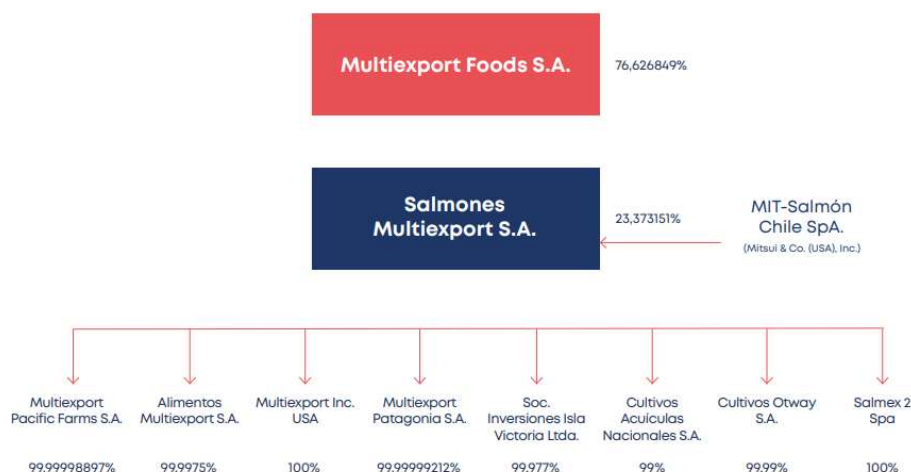 Multiexport Foods S.A.
76,626849%
Salmones
Multiexport S.A.
23,373151%
MIT-Salmón
Chile SpA.
(Mitsui & Co. (USA), Inc.)
Multiexport
Pacific Farms S.A.
99,99998897%
Alimentos
Multiexport S.A.
99,9975%
Multiexport Inc.
USA
100%
Multiexport
Patagonia S.A.
99,99999212%
Soc.
Inversiones Isla
Victoria Ltda.
99,977%
Cultivos
Acuículas
Nacionales S.A.
99%
Cultivos Otway
S.A.
99,99%
Salmex 2
Spa
100%